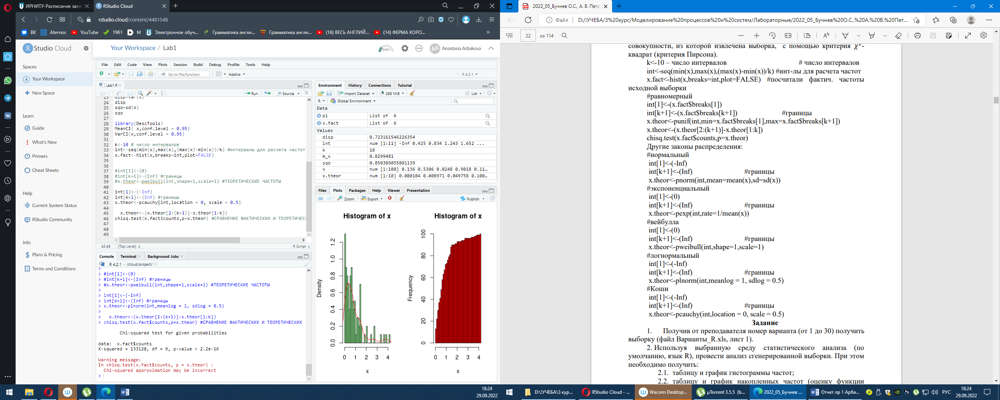 ИРНИТУ-Расписание заня
RStudio Cloud
rstudio.cloud/content/4481548
ВК
Aternos
YouTube
1961
М
Электронное обуч...
Грамматика англи...
Грамматика англи...
(16) ВЕСЬ АНГЛИЙ...
(14) ФЕРМА КОРО...
R Studio Cloud
Spaces
Your Workspace
New Space
Learn
Guide
What's New
Primers
Cheat Sheets
Help
Current System Status
RStudio Community
Info
Plans & Pricing
Terms and Conditions
Your Workspace / Lab1
RAM
AA Anastasia Arbakova
File Edit Code View Plots Session Build Debug Profile Tools Help
Go to file/function Addins R 4.2.1
Lab1.R
Run Source
23 disp=var(x)
24 disp
25 sqo=sd(x)
26 sqo
27
28 library(DescTools)
29 MeanCI( x,conf.level = 0.95)
30 VarCI(x,conf.level = 0.95)
31
32 k<-10 # число интервалов
33 int<-seq(min(x),max(x),(max(x)-min(x))/k) #интервалы для расчета частот
34 x.fact<-hist(x,breaks=int,plot=FALSE)
35
36
37 #int[1]<-(0)
38 #int[k+1]<-(Inf) #границы
39 #x.theor<-pweibull(int,shape=1,scale=1) #ТЕОРЕТИЧЕСКИЕ ЧАСТОТЫ
40
41 int[1]<-(-Inf)
42 int[k+1]<-(Inf) #границы
43 x.theor<-pcauchy(int,location = 0, scale = 0.5)
44
45 x.theor<-(x.theor[2:(k+1)]-x.theor[1:k])
46 chisq.test(x.fact$counts,p=x.theor) #СРАВНЕНИЕ ФАКТИЧЕСКИХ И ТЕОРЕТИЧЕС
47
48
49
43:48 (Top Level) R Script
Console Terminal Background Jobs
R 4.2.1 · /cloud/project/
>
> #int[1]<-(0)
> #int[k+1]<-(Inf) #границы
> #x.theor<-pweibull(int,shape=1,scale=1) #ТЕОРЕТИЧЕСКИЕ ЧАСТОТЫ
>
> int[1]<-(-Inf)
> int[k+1]<-(Inf) #границы
> x.theor<-plnorm(int,meanlog = 1, sdlog = 0.5)
>
> x.theor<-(x.theor[2:(k+1)]-x.theor[1:k])
> chisq.test(x.fact$counts,p=x.theor) #СРАВНЕНИЕ ФАКТИЧЕСКИХ И ТЕОРЕТИЧЕСКИХ
Chi-squared test for given probabilities
data: x.fact$counts
X-squared = 133120, df = 9, p-value < 2.2e-16
Warning message:
In chisq.test(x.fact$counts, p = x.theor) :
Chi-squared approximation may be incorrect
>
Environment History Connections Tutorial
Import Dataset 288 MiB List
R Global Environment
Data
p1 List of 6
x.fact List of 6
Values
disp 0.723161546226354
int num [1:11] -Inf 0.425 0.834 1.243 1.652 ...
k 10
m_x 0.8299481
sqo 0.850389055801139
x num [1:100] 0.136 0.5306 0.0248 0.9018 0.11…
x.theor num [1:10] 0.000104 0.008971 0.049758 0.100…
Files Plots Packages Help Viewer Presentation
Zoom Export Publish
Histogram of x
Density
0.0 0.2 0.4 0.6 0.8 1.0 1.2
0 1 2 3 4
x
Histogram of x
Frequency
0 20 40 60 80 100
0 1 2 3 4
x
18:24
29.09.2022
2022_05_Бучнев О.С., А. В. Петр
Файл D:/!УЧЕБА/3%20курс/Моделирование%20процессов%20и%20систем/Лабораторные/2022_05_Бучнев%20О.С.,%20А.%20В.%20Пет...
22 из 114
совокупности, из которой извлечена выборка, с помощью критерия χ²-
квадрат (критерия Пирсона).
k<-10 – число интервалов # число интервалов
int<-seq(min(x),max(x),(max(x)-min(x))/k) #инт-лы для расчета частот
x.fact<-hist(x,breaks=int,plot=FALSE) #посчитали фактич. частоты
исходной выборки
#равномерный
int[1]<-(x.fact$breaks[1])
int[k+1]<-(x.fact$breaks[k+1]) #границы
x.theor<-punif(int,min=x.fact$breaks[1],max=x.fact$breaks[k+1])
x.theor<-(x.theor[2:(k+1)]-x.theor[1:k])
chisq.test(x.fact$counts,p=x.theor)
Другие законы распределения:
#нормальный
int[1]<-(-Inf)
int[k+1]<-(Inf) #границы
x.theor<-pnorm(int,mean=mean(x),sd=sd(x))
#экспоненциальный
int[1]<-(0)
int[k+1]<-(Inf) #границы
x.theor<-pexp(int,rate=1/mean(x))
#вейбулла
int[1]<-(0)
int[k+1]<-(Inf) #границы
x.theor<-pweibull(int,shape=1,scale=1)
#логнормальный
int[1]<-(-Inf)
int[k+1]<-(Inf) #границы
x.theor<-plnorm(int,meanlog = 1, sdlog = 0.5)
#Коши
int[1]<-(-Inf)
int[k+1]<-(Inf) #границы
x.theor<-pcauchy(int,location = 0, scale = 0.5)
Задание
1. Получив от преподавателя номер варианта (от 1 до 30) получить
выборку (файл Варианты_R.xls, лист 1).
2. Используя выбранную среду статистического анализа (по
умолчанию, язык R), провести анализ сгенерированной выборки. При этом
необходимо получить:
2.1. таблицу и график гистограммы частот;
2.2. таблицу и график накопленных частот (оценку функции
D:\!УЧЕБА\3 кур...
RStudio Cloud - ...
Wacom Desktop...
µTorrent 3.5.5 (b...
2022_05_Бучнев ...
Отчет лр 1 Арба...
РУС
18:24
29.09.2022